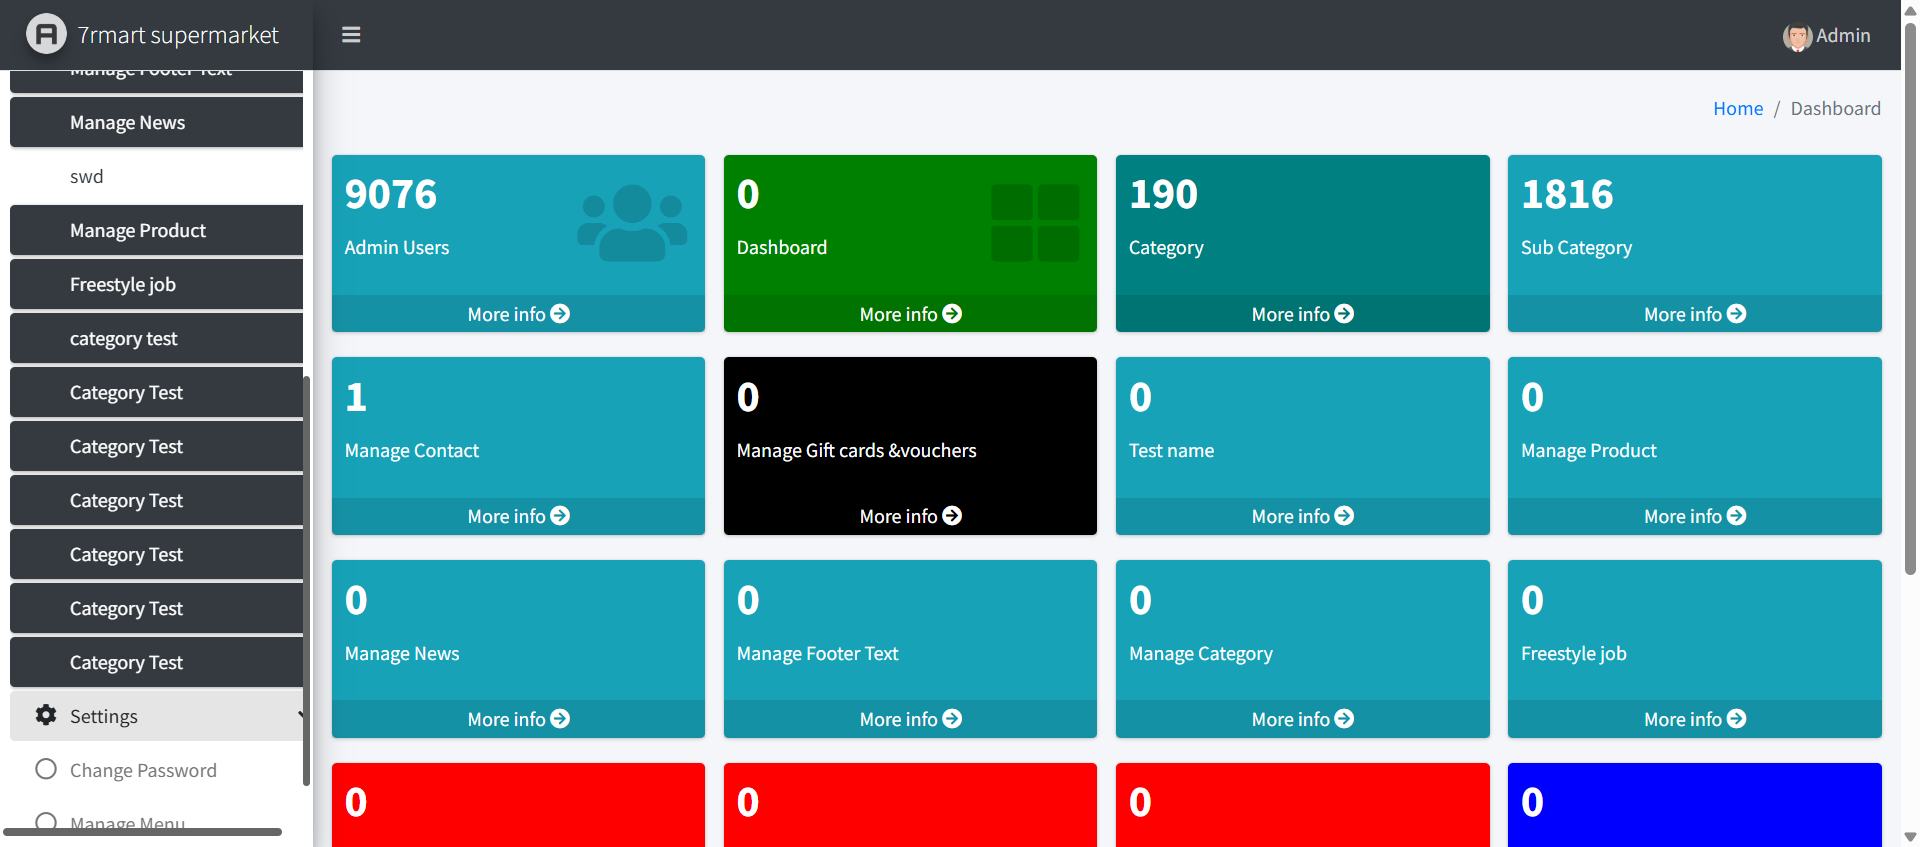 7rmart supermarket
Admin
Manage Footer Text
Manage News
swd
Manage Product
Freestyle job
category test
Category Test
Category Test
Category Test
Category Test
Category Test
Category Test
Settings
Change Password
Manage Menu
Home / Dashboard
9076
Admin Users
More info
0
Dashboard
More info
190
Category
More info
1816
Sub Category
More info
1
Manage Contact
More info
0
Manage Gift cards &vouchers
More info
0
Test name
More info
0
Manage Product
More info
0
Manage News
More info
0
Manage Footer Text
More info
0
Manage Category
More info
0
Freestyle job
More info
0
0
0
0